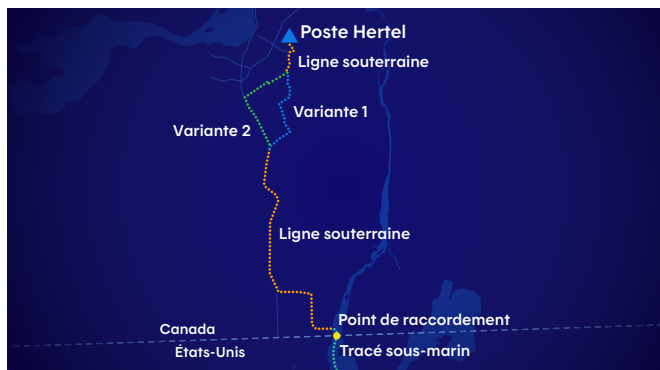 Poste Hertel
Ligne souterraine
Variante 1
Variante 2
Ligne souterraine
Point de raccordement
Canada
États-Unis
Tracé sous-marin